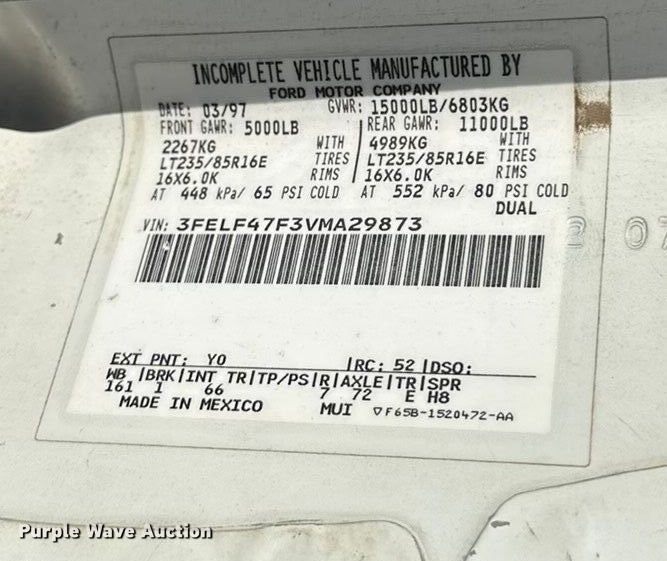 INCOMPLETE VEHICLE MANUFACTURED BY
FORD MOTOR COMPANY
DATE: 03/97 GVWR: 15000LB/6803KG
FRONT GAWR: 5000LB REAR GAWR: 11000LB
2267KG WITH 4989KG WITH
LT235/85R16E TIRES LT235/85R16E TIRES
16X6.0K RIMS 16X6.0K RIMS
AT 448 kPa/ 65 PSI COLD AT 552 kPa/ 80 PSI COLD
DUAL
VIN: 3FELF47F3VMA29873
EXT PNT: YO RC: 52 DSO:
WB BRK INT TR TP/PS R AXLE TR SPR
161 1 66 7 72 E H8
MADE IN MEXICO MUI ▽F65B-1520472-AA
Purple Wave Auction